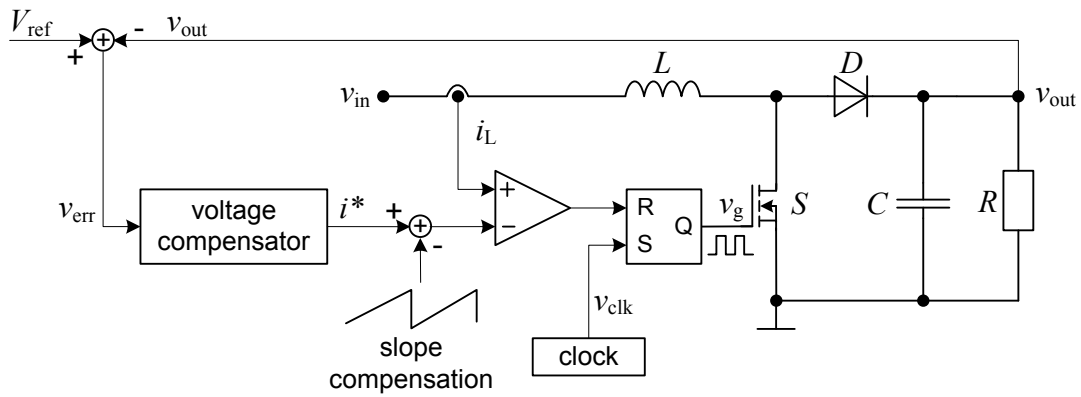 V_ref
-
v_out
+
L
D
v_in
v_out
i_L
+
R
v_g
S
C
R
v_err
voltage
compensator
i*
+
−
Q
S
-
v_clk
slope
compensation
clock